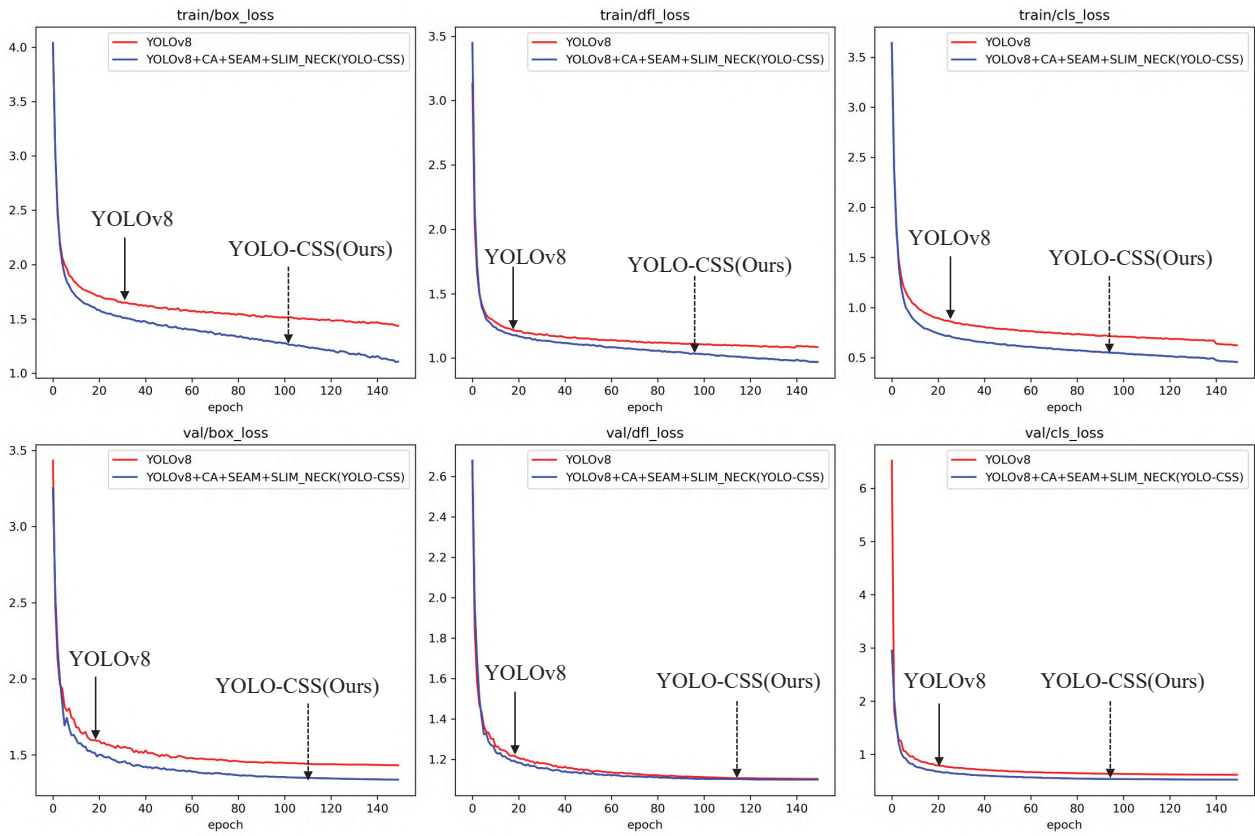 train/box_loss
YOLOv8
YOLOv8+CA+SEAM+SLIM_NECK(YOLO-CSS)
4.0
3.5
3.0
2.5
2.0
1.5
1.0
YOLOv8
YOLO-CSS(Ours)
0 20 40 60 80 100 120 140
epoch
train/dfl_loss
YOLOv8
YOLOv8+CA+SEAM+SLIM_NECK(YOLO-CSS)
3.5
3.0
2.5
2.0
1.5
1.0
YOLOv8
YOLO-CSS(Ours)
0 20 40 60 80 100 120 140
epoch
train/cls_loss
YOLOv8
YOLOv8+CA+SEAM+SLIM_NECK(YOLO-CSS)
3.5
3.0
2.5
2.0
1.5
1.0
0.5
YOLOv8
YOLO-CSS(Ours)
0 20 40 60 80 100 120 140
epoch
val/box_loss
YOLOv8
YOLOv8+CA+SEAM+SLIM_NECK(YOLO-CSS)
3.5
3.0
2.5
2.0
1.5
YOLOv8
YOLO-CSS(Ours)
0 20 40 60 80 100 120 140
epoch
val/dfl_loss
YOLOv8
YOLOv8+CA+SEAM+SLIM_NECK(YOLO-CSS)
2.6
2.4
2.2
2.0
1.8
1.6
1.4
1.2
YOLOv8
YOLO-CSS(Ours)
0 20 40 60 80 100 120 140
epoch
val/cls_loss
YOLOv8
YOLOv8+CA+SEAM+SLIM_NECK(YOLO-CSS)
6
5
4
3
2
1
YOLOv8
YOLO-CSS(Ours)
0 20 40 60 80 100 120 140
epoch